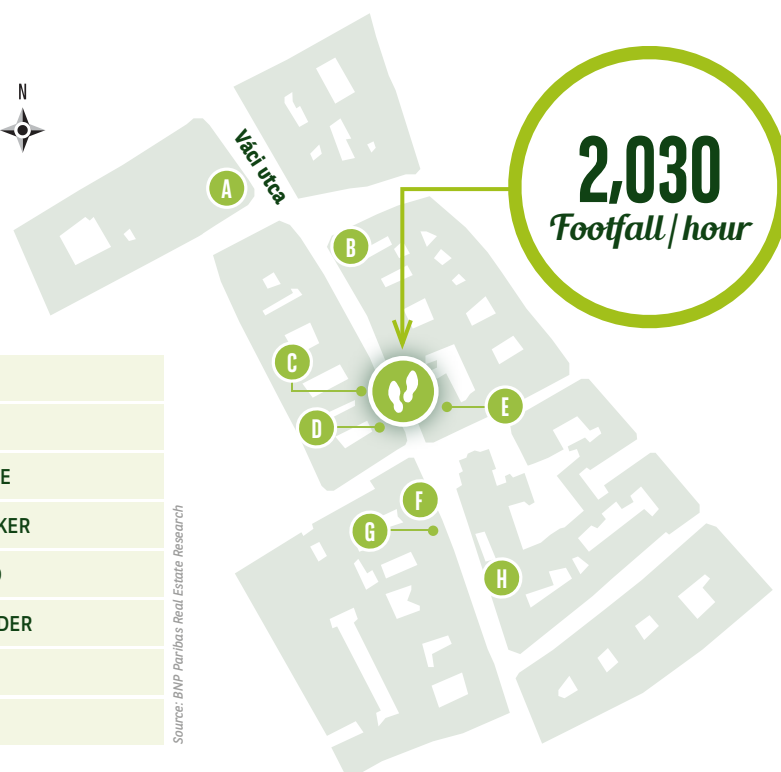 N
Váci utca
A
2,030
Footfall / hour
B
C
E
D
F
G
H
E
KER
DER
Source: BNP Paribas Real Estate Research